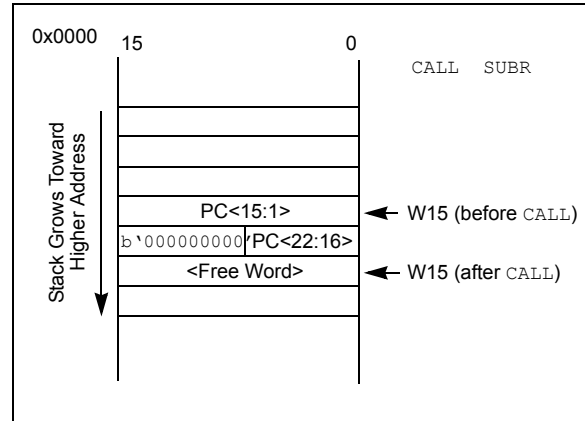 0x0000
15 0
CALL SUBR
Stack Grows Toward
Higher Address
PC<15:1>
W15 (before CALL)
b‘000000000’PC<22:16>
<Free Word>
W15 (after CALL)